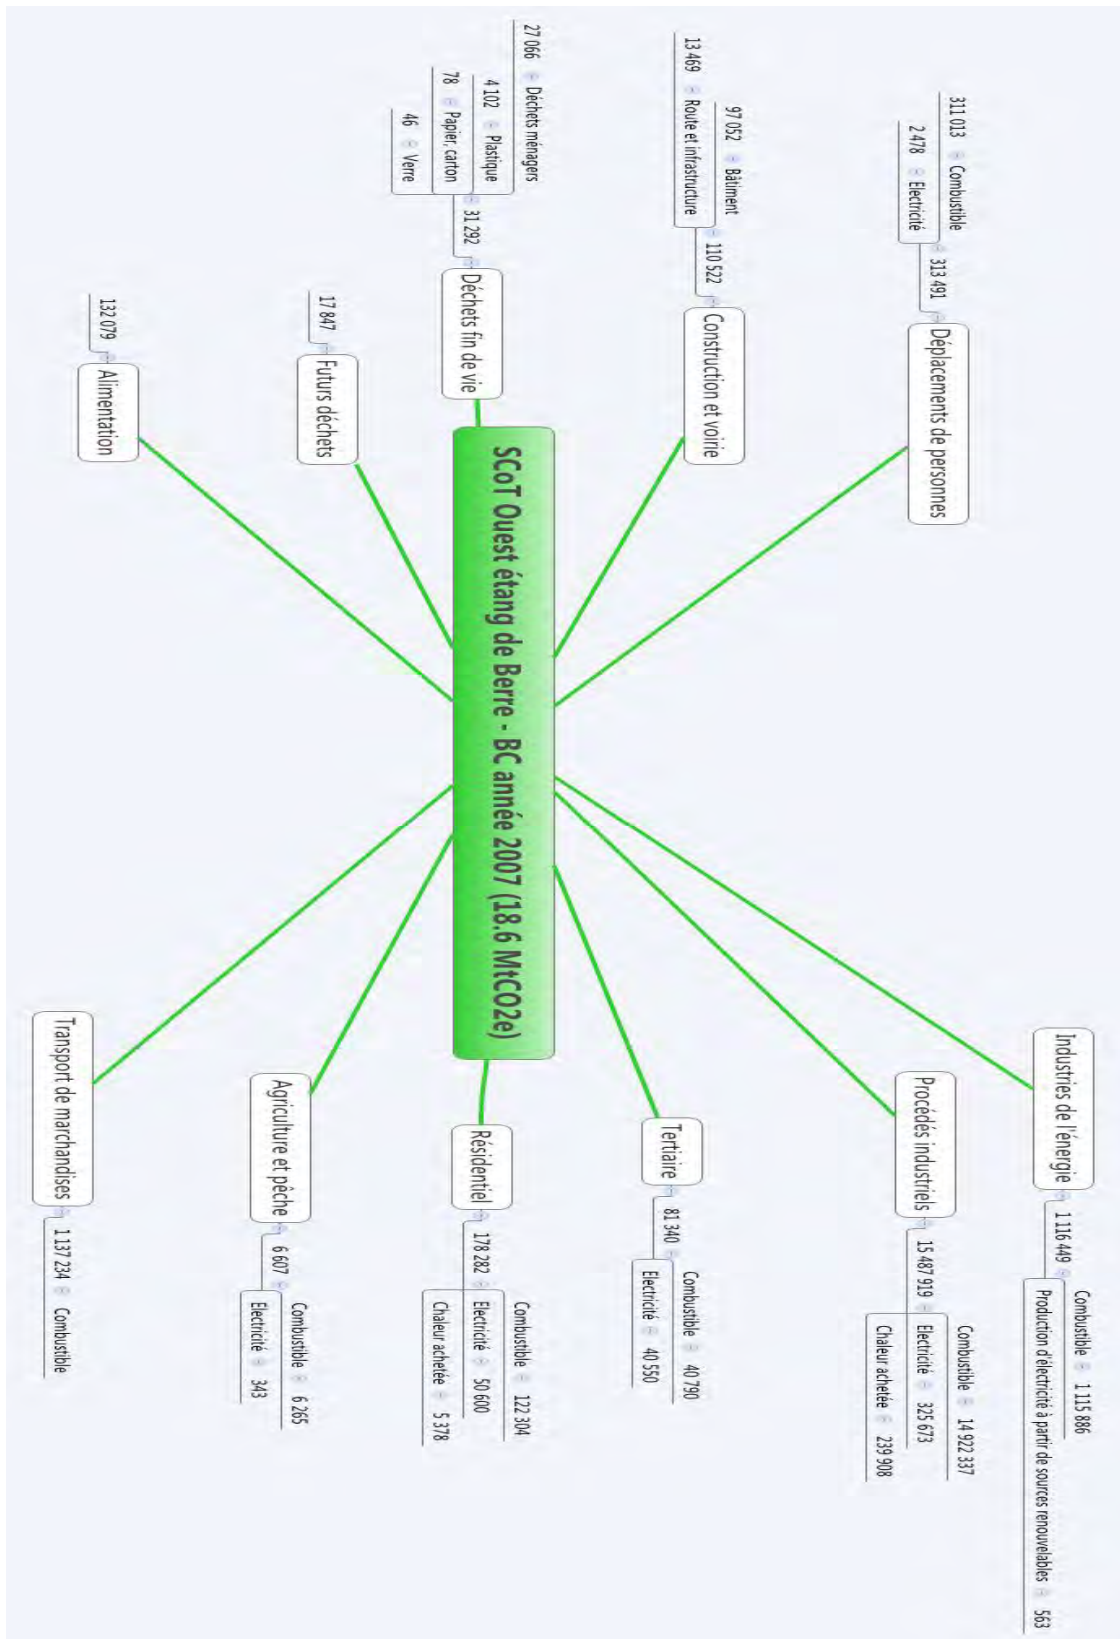 SCoT Ouest étang de Berre - BC année 2007 (18.6 MtCO2e)
Industries de l'énergie
1 116 449
Combustible 1 115 886
Production d'électricité à partir de sources renouvelables 563
Procédés industriels
15 487 919
Combustible 14 922 337
Electricité 325 673
Chaleur achetée 239 908
Tertiaire
81 340
Combustible 40 790
Electricité 40 550
Résidentiel
178 282
Combustible 122 304
Electricité 50 600
Chaleur achetée 5 378
Agriculture et pêche
6 607
Combustible 6 265
Electricité 343
Transport de marchandises
1 137 234 Combustible
311 013 Combustible
2 478 Electricité
313 491
Déplacements de personnes
97 052 Bâtiment
13 469 Route et infrastructure
110 522
Construction et voirie
27 066 Déchets ménagers
4 102 Plastique
78 Papier, carton
46 Verre
31 292
Déchets fin de vie
17 847
Futurs déchets
132 079
Alimentation